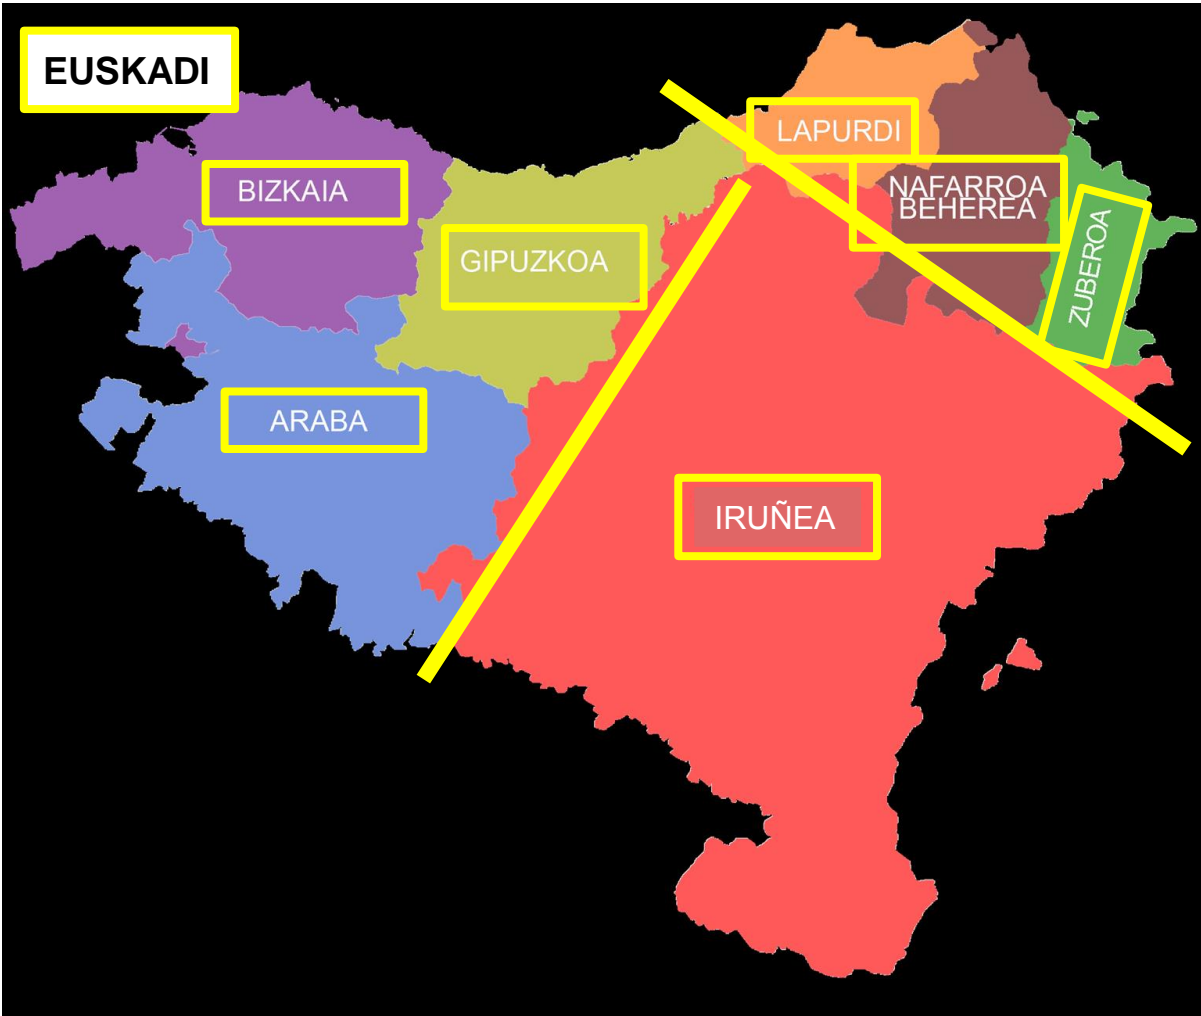 EUSKADI
LAPURDI
BIZKAIA
NAFARROA
BEHEREA
GIPUZKOA
ZUBEROA
ARABA
IRUÑEA